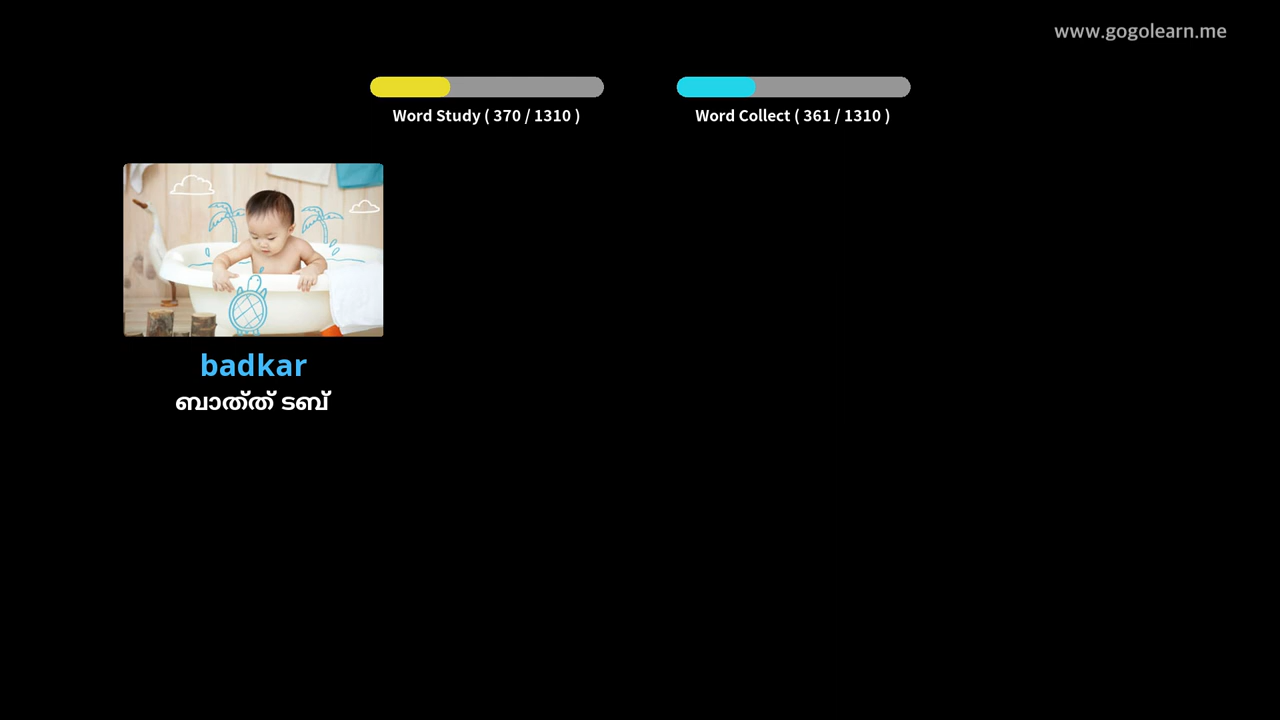 www.gogolearn.me
Word Study ( 370 / 1310 )
Word Collect ( 361 / 1310 )
badkar
ബാത്ത് ടബ്